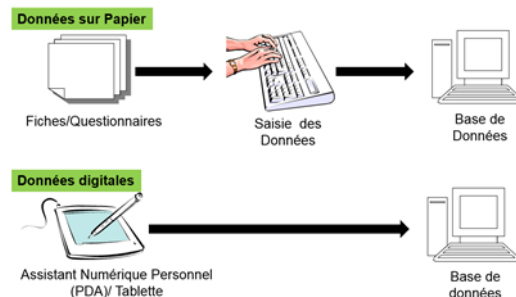 Données sur Papier
Fiches/Questionnaires
Saisie des
Données
Base de
Données
Données digitales
Assistant Numérique Personnel
(PDA)/ Tablette
Base de
données